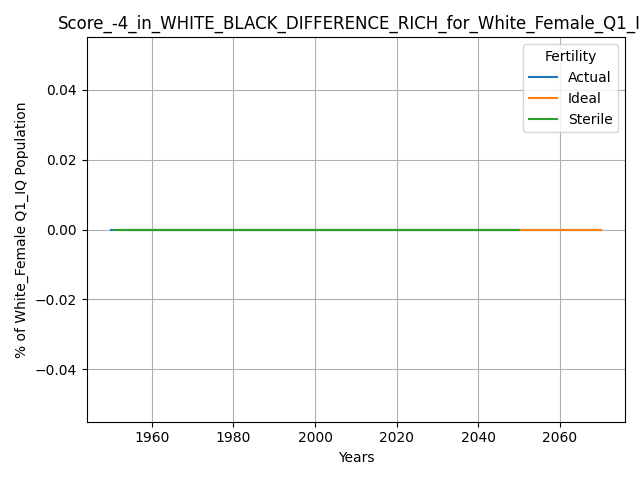 Score_-4_in_WHITE_BLACK_DIFFERENCE_RICH_for_White_Female_Q1_I
Fertility
Actual
Ideal
Sterile
0.04
0.02
0.00
−0.02
−0.04
% of White_Female Q1_IQ Population
1960 1980 2000 2020 2040 2060
Years